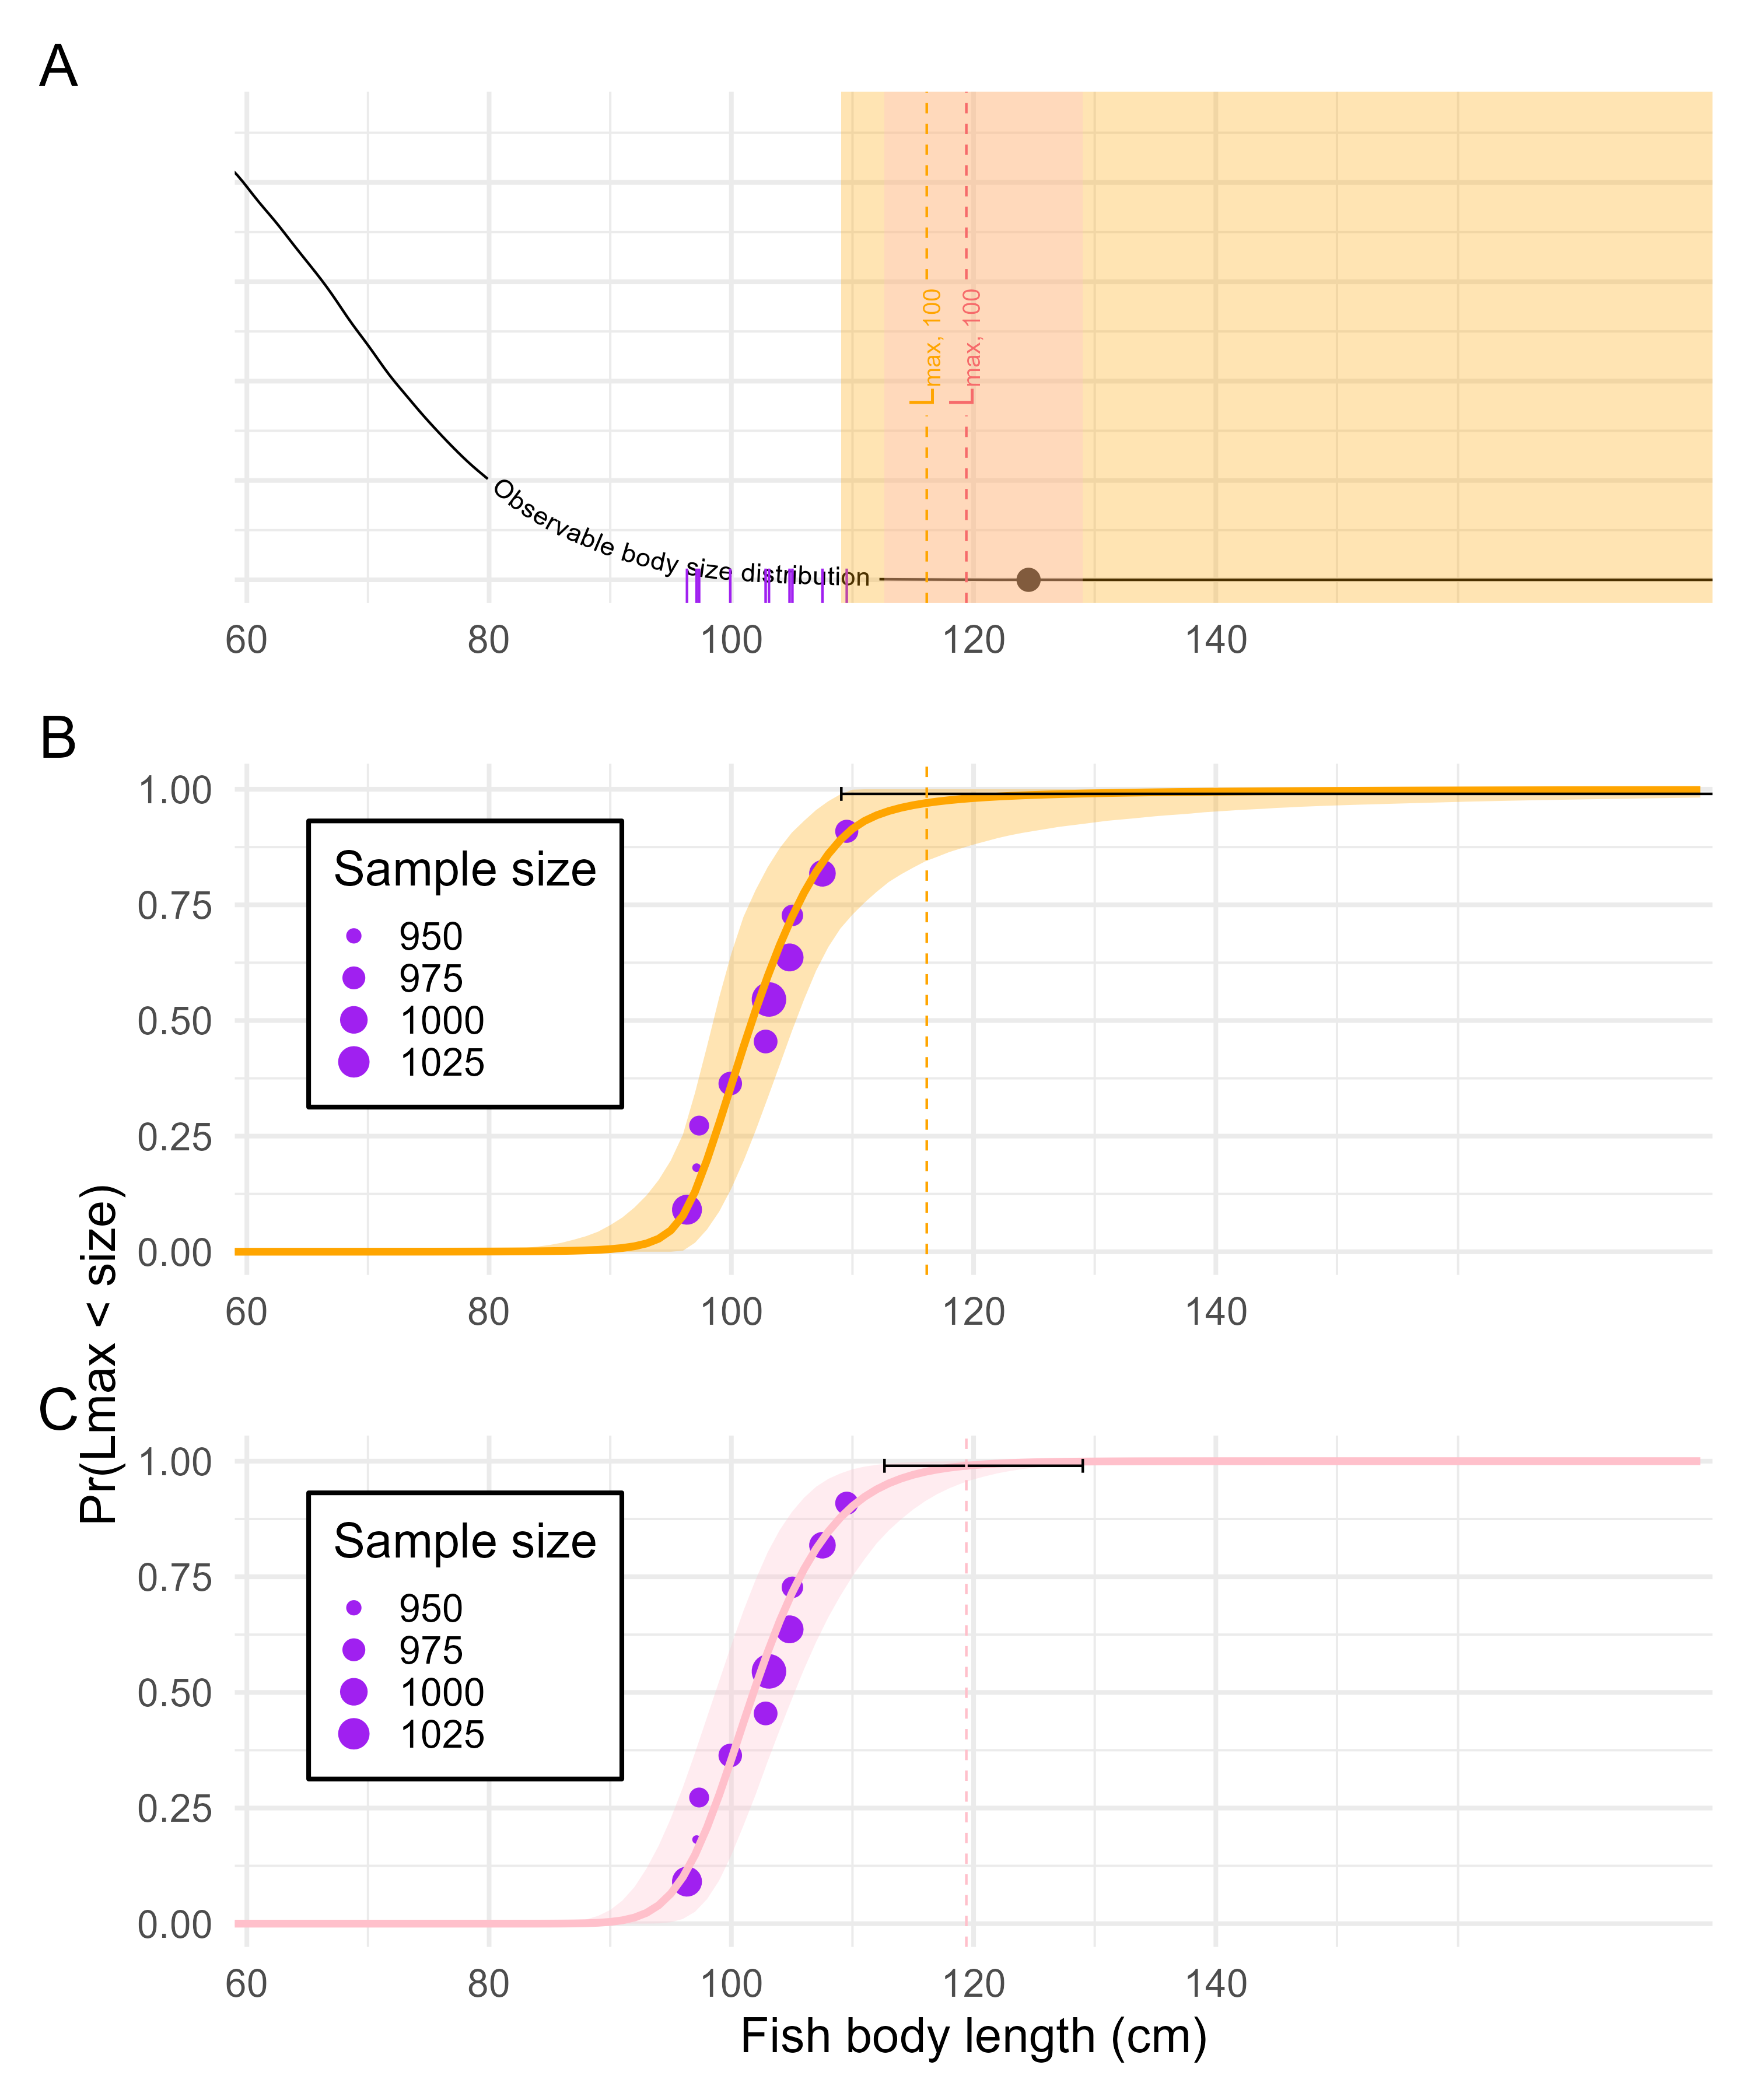 A
Lmax, 100
Lmax, 100
Observable body size distribution
60 80 100 120 140
B
1.00
0.75
0.50
0.25
0.00
Sample size
950
975
1000
1025
60 80 100 120 140
Pr(Lmax < size)
C
1.00
0.75
0.50
0.25
0.00
Sample size
950
975
1000
1025
60 80 100 120 140
Fish body length (cm)